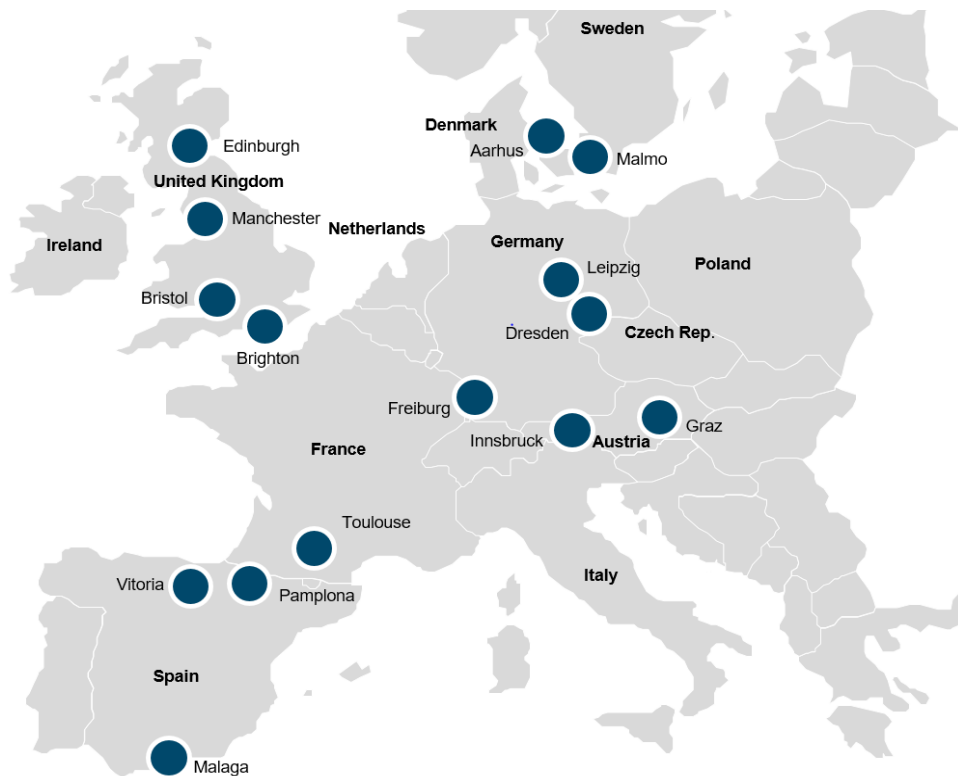 Sweden
Denmark
Aarhus
Malmo
Edinburgh
United Kingdom
Manchester
Netherlands
Ireland
Germany
Poland
Leipzig
Bristol
Dresden
Czech Rep.
Brighton
Freiburg
Graz
Innsbruck
Austria
France
Toulouse
Italy
Vitoria
Pamplona
Spain
Malaga